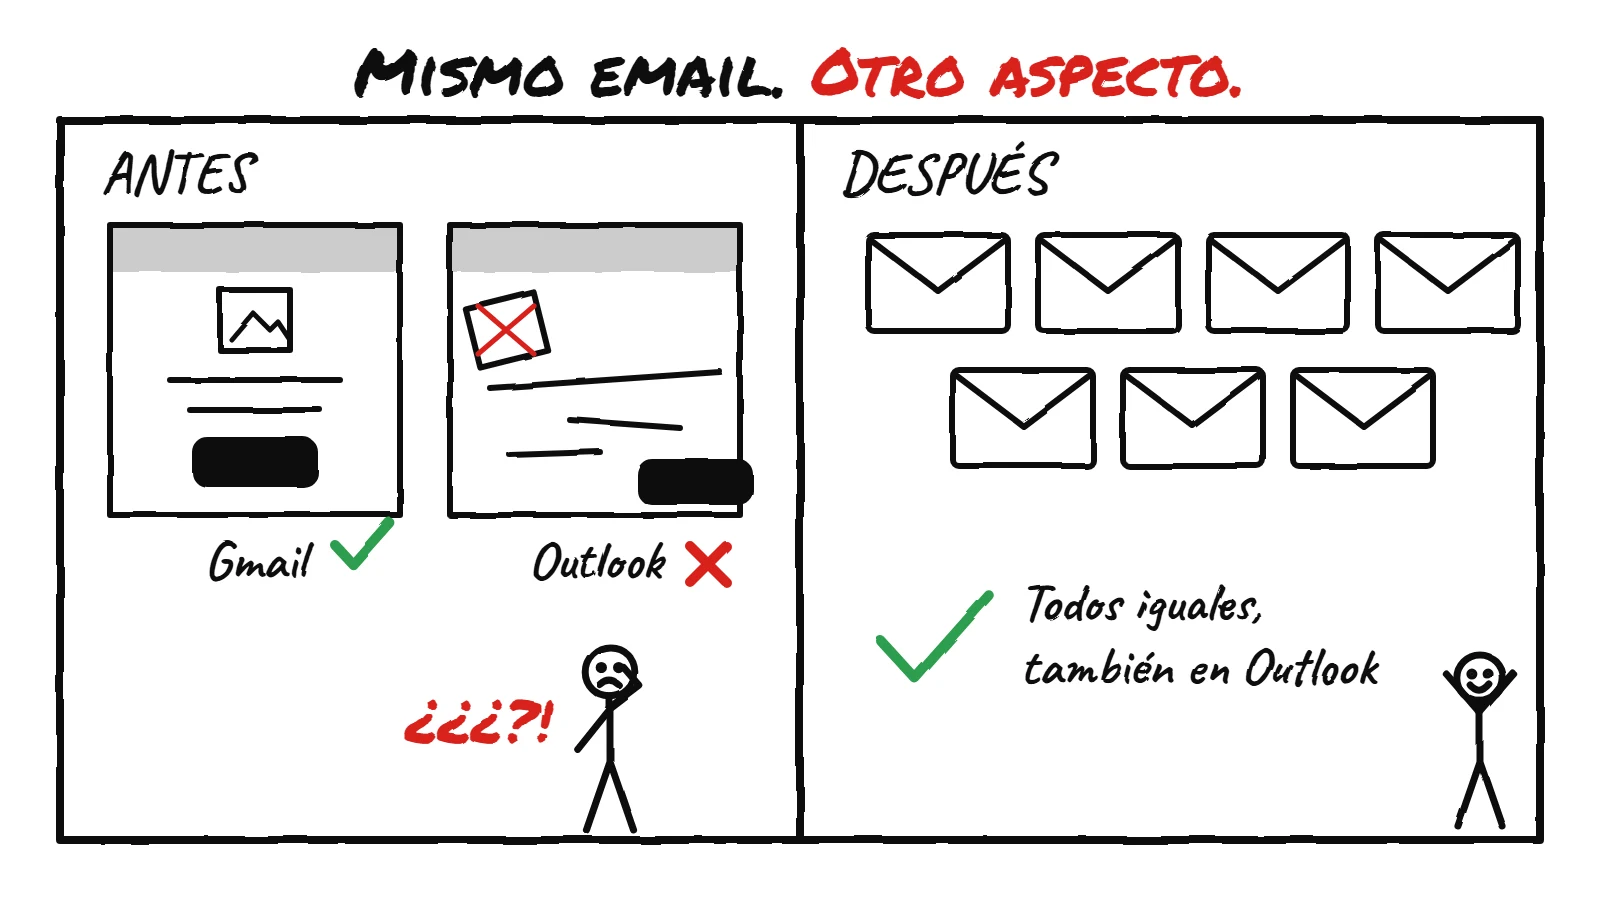 Mismo email. Otro aspecto.
ANTES
Gmail
Outlook
¿¿¿?!
DESPUÉS
Todos iguales,
también en Outlook